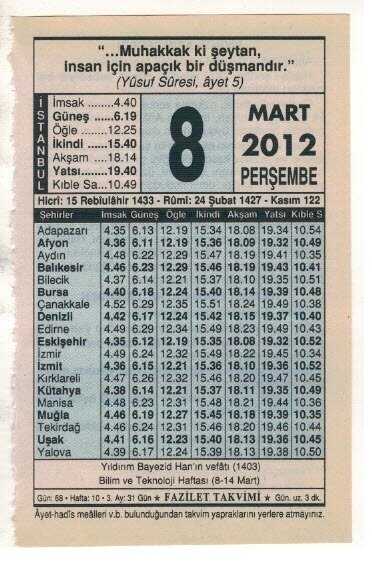 “...Muhakkak ki şeytan,
insan için apaçık bir düşmandır.”
(Yûsuf Sûresi, âyet 5)
İSTANBUL
İmsak ........4.40
Güneş ......6.19
Öğle ........12.25
İkindi ......15.40
Akşam ....18.14
Yatsı.......19.40
Kıble Sa...10.49
8
MART
2012
PERŞEMBE
Hicrî: 15 Rebîulâhir 1433 - Rûmî: 24 Şubat 1427 - Kasım 122
Şehirler İmsak Güneş Öğle İkindi Akşam Yatsı Kıble S
Adapazarı 4.35 6.13 12.19 15.34 18.08 19.34 10.54
Afyon 4.36 6.11 12.19 15.36 18.09 19.32 10.49
Aydın 4.48 6.22 12.29 15.47 18.19 19.41 10.35
Balıkesir 4.46 6.23 12.29 15.46 18.19 19.43 10.41
Bilecik 4.37 6.14 12.21 15.37 18.10 19.35 10.51
Bursa 4.40 6.18 12.24 15.40 18.14 19.39 10.48
Çanakkale 4.52 6.29 12.35 15.51 18.24 19.49 10.38
Denizli 4.42 6.17 12.24 15.42 18.15 19.37 10.40
Edirne 4.49 6.29 12.34 15.49 18.23 19.49 10.43
Eskişehir 4.35 6.12 12.19 15.35 18.08 19.32 10.52
İzmir 4.49 6.24 12.32 15.49 18.22 19.45 10.34
İzmit 4.36 6.15 12.21 15.36 18.10 19.36 10.52
Kırklareli 4.47 6.26 12.32 15.46 18.20 19.47 10.45
Kütahya 4.38 6.14 12.21 15.37 18.11 19.35 10.49
Manisa 4.48 6.23 12.31 15.48 18.21 19.44 10.36
Muğla 4.46 6.19 12.27 15.45 18.18 19.39 10.35
Tekirdağ 4.46 6.24 12.31 15.46 18.20 19.46 10.44
Uşak 4.41 6.16 12.23 15.40 18.13 19.36 10.45
Yalova 4.39 6.17 12.24 15.39 18.13 19.38 10.50
Yıldırım Bayezid Han'ın vefâtı (1403)
Bilim ve Teknoloji Haftası (8-14 Mart)
Gün: 68 • Hafta: 10 • 3. Ay: 31 Gün ★ FAZİLET TAKVİMİ ★ Gün. uz. 3 dk.
Âyet-hadîs meâlleri v.b. bulunduğundan takvim yapraklarını yerlere atmayınız.